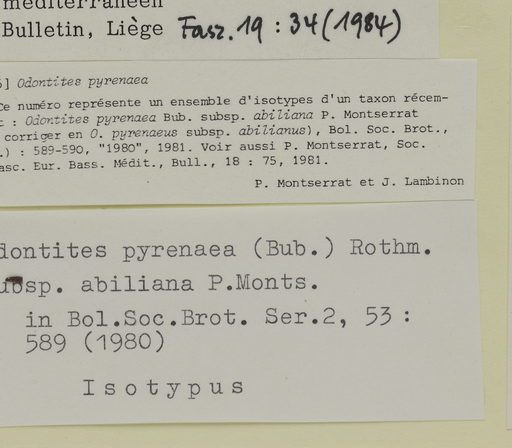 méditerranéen
Bulletin, Liège Fasz. 19 : 34 (1984)
] Odontites pyrenaea
Ce numéro représente un ensemble d'isotypes d'un taxon récem-
: Odontites pyrenaea Bub. subsp. abiliana P. Montserrat
corriger en O. pyrenaeus subsp. abilianus), Bol. Soc. Brot.,
.) : 589-590, "1980", 1981. Voir aussi P. Montserrat, Soc.
asc. Eur. Bass. Médit., Bull., 18 : 75, 1981.
P. Montserrat et J. Lambinon
dontites pyrenaea (Bub.) Rothm.
ubsp. abiliana P.Monts.
in Bol.Soc.Brot. Ser.2, 53 :
589 (1980)
Isotypus